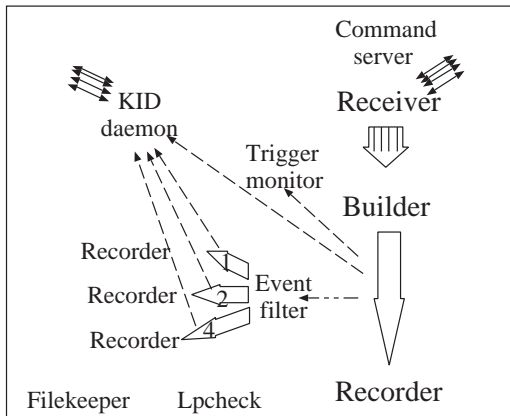 Command
server
KID
daemon
Receiver
Trigger
monitor
Builder
Recorder
1
Recorder
2
Event
filter
Recorder
4
Recorder
Filekeeper
Lpcheck